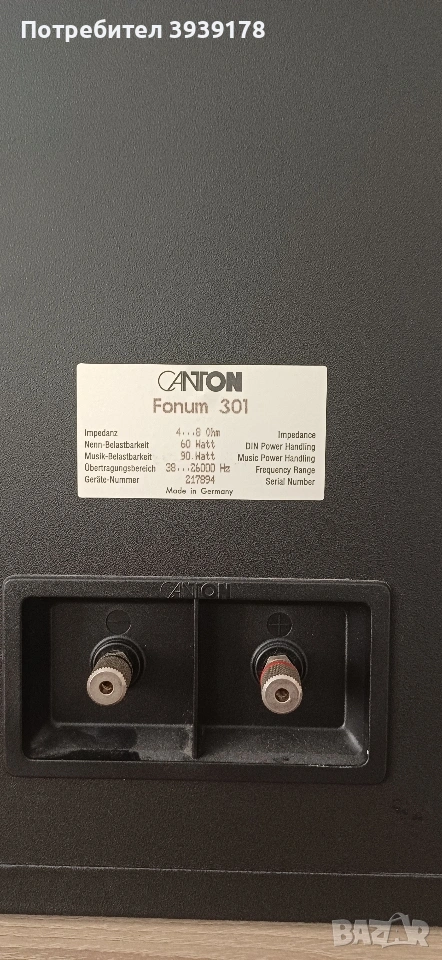 Потребител 3939178
CANTON
Fonum 301
Impedanz 4...8 Ohm Impedance
Nenn-Belastbarkeit 60 Watt DIN Power Handling
Musik-Belastbarkeit 90 Watt Music Power Handling
Übertragungsbereich 38...26000 Hz Frequency Range
Geräte-Nummer 217894 Serial Number
Made in Germany
CANTON
BAZAR